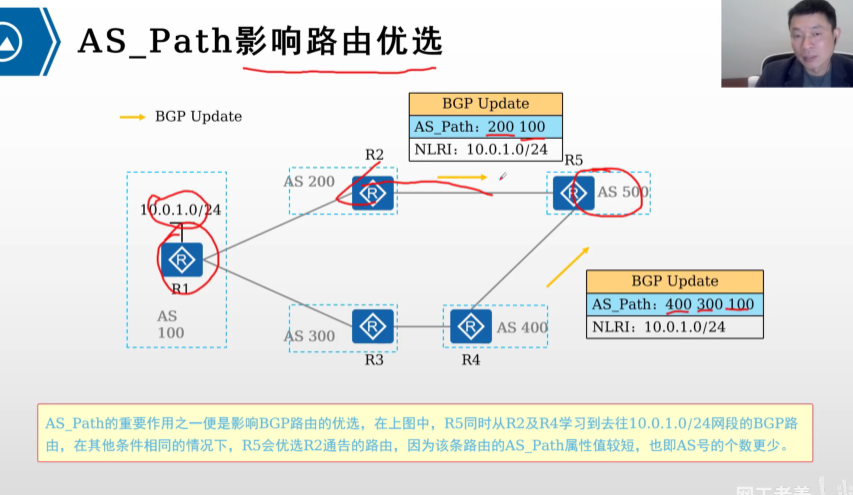 AS_Path影响路由优选
BGP Update
BGP Update
AS_Path：200 100
NLRI：10.0.1.0/24
R2
R5
AS 200
AS 500
10.0.1.0/24
R1
AS
100
BGP Update
AS_Path：400 300 100
NLRI：10.0.1.0/24
AS 300
AS 400
R3
R4
AS_Path的重要作用之一便是影响BGP路由的优选，在上图中，R5同时从R2及R4学习到去往10.0.1.0/24网段的BGP路
由，在其他条件相同的情况下，R5会优选R2通告的路由，因为该条路由的AS_Path属性值较短，也即AS号的个数更少。